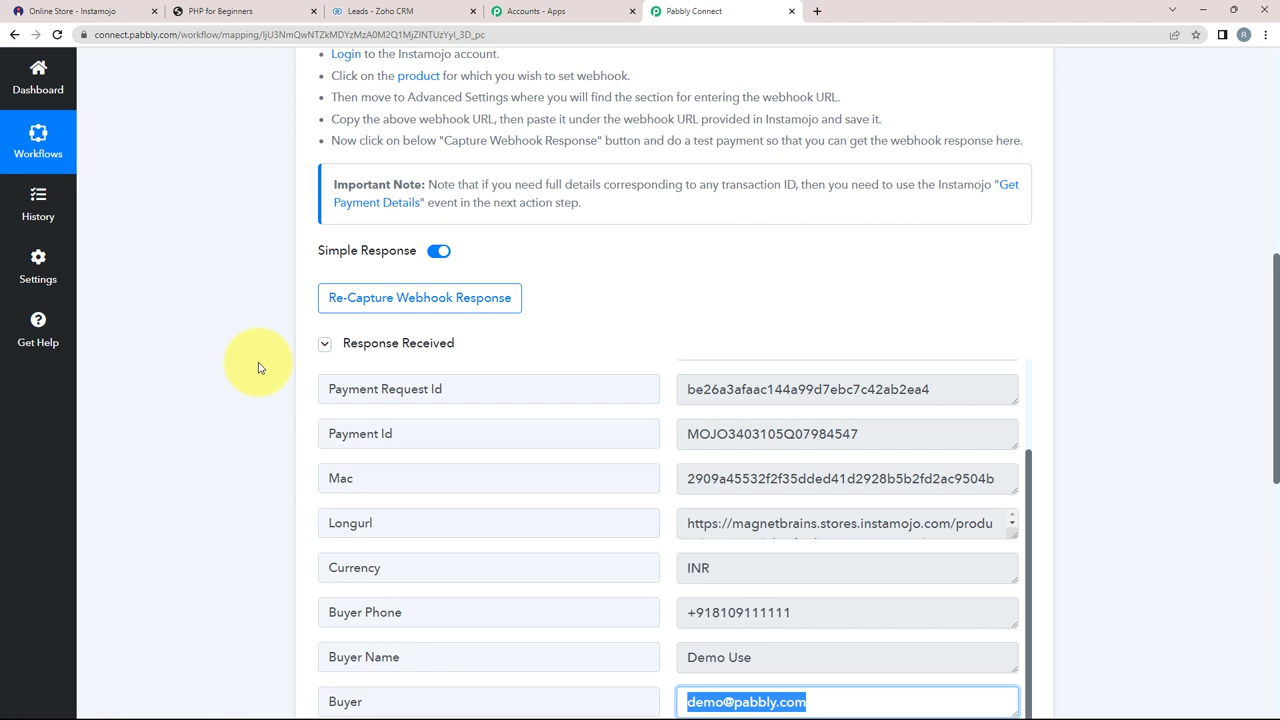 Online Store - Instamojo
PHP for Beginners
Leads - Zoho CRM
Accounts - Apps
Pabbly Connect
connect.pabbly.com/workflow/mapping/IjU3NmQwNTZkMDYzMzA0M2Q1MjZlNTUzYyI_3D_pc
Dashboard
Workflows
History
Settings
Get Help
• Login to the Instamojo account.
• Click on the product for which you wish to set webhook.
• Then move to Advanced Settings where you will find the section for entering the webhook URL.
• Copy the above webhook URL, then paste it under the webhook URL provided in Instamojo and save it.
• Now click on below "Capture Webhook Response" button and do a test payment so that you can get the webhook response here.
Important Note: Note that if you need full details corresponding to any transaction ID, then you need to use the Instamojo "Get
Payment Details" event in the next action step.
Simple Response
Re-Capture Webhook Response
Response Received
Payment Request Id
be26a3afaac144a99d7ebc7c42ab2ea4
Payment Id
MOJO3403105Q07984547
Mac
2909a45532f2f35dded41d2928b5b2fd2ac9504b
Longurl
https://magnetbrains.stores.instamojo.com/produ
Currency
INR
Buyer Phone
+918109111111
Buyer Name
Demo Use
Buyer
demo@pabbly.com